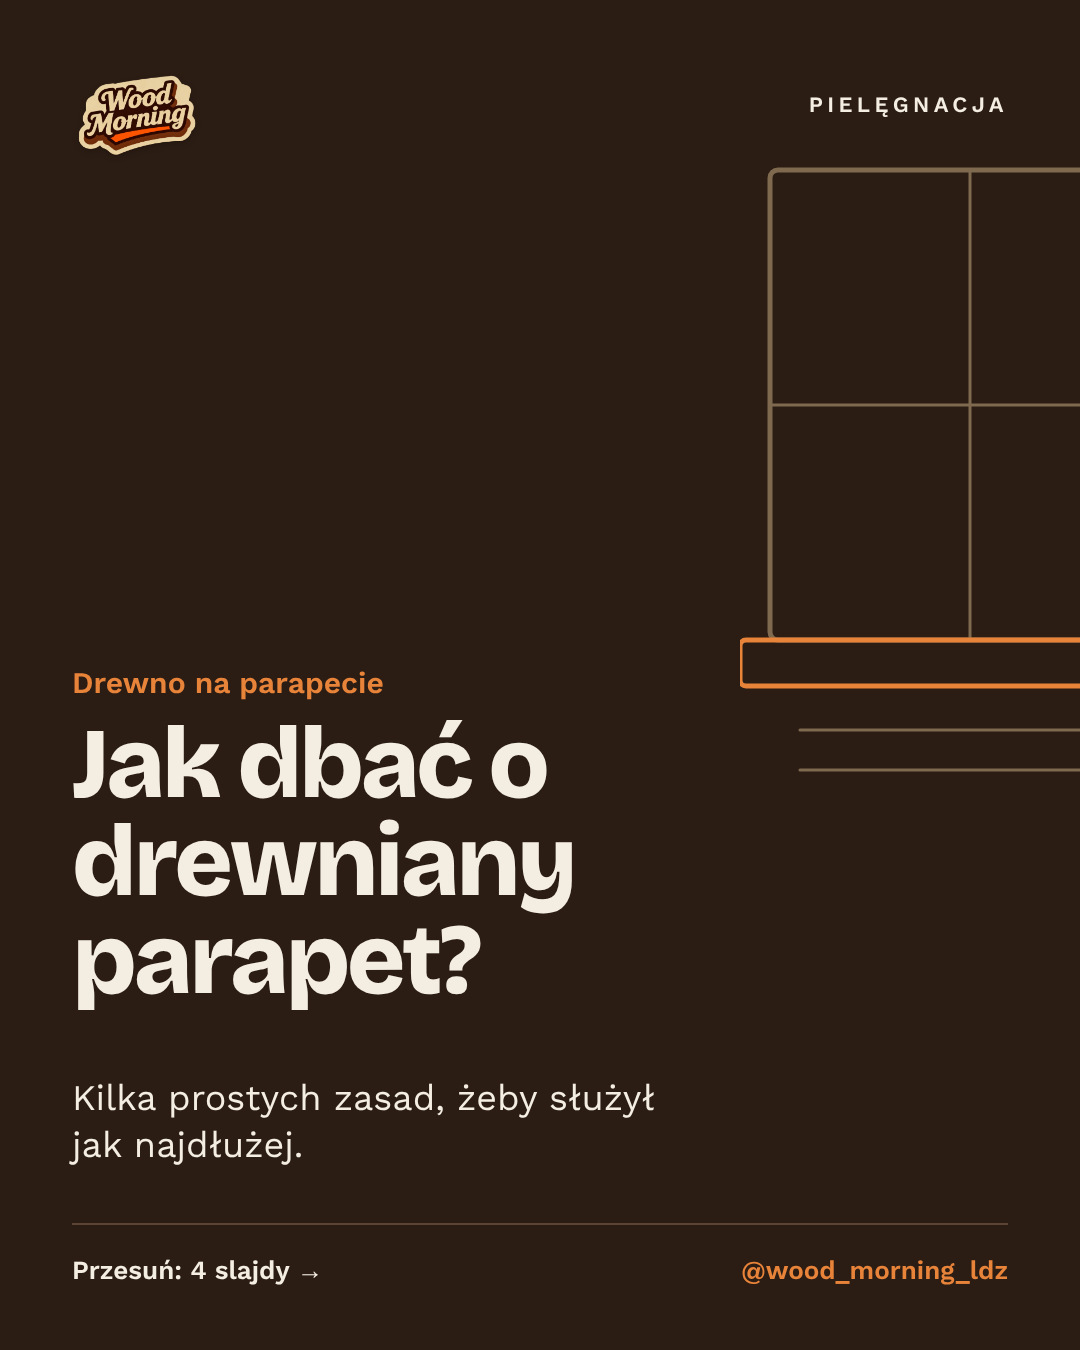 Wood
Morning
PIELĘGNACJA
Drewno na parapecie
Jak dbać o
drewniany
parapet?
Kilka prostych zasad, żeby służył
jak najdłużej.
Przesuń: 4 slajdy →
@wood_morning_ldz